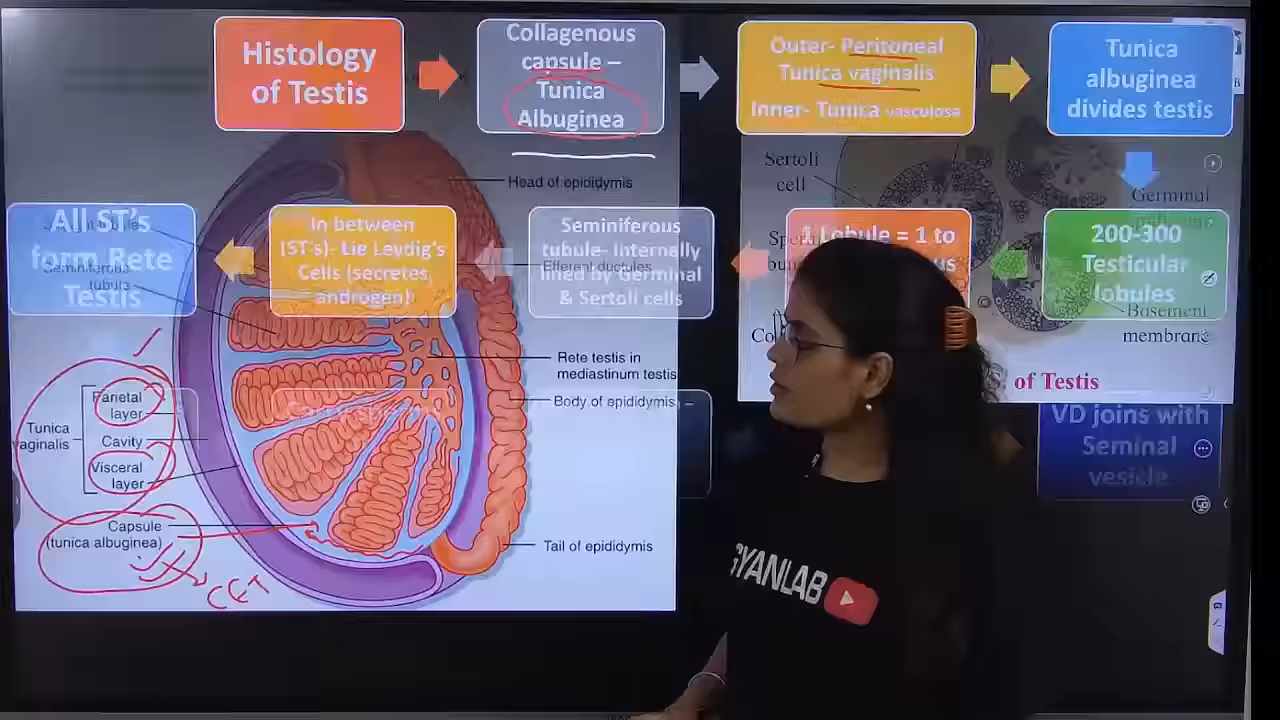 Histology
of Testis
Collagenous
capsule –
Tunica
Albuginea
Outer- Peritoneal
Tunica vaginalis
Inner- Tunica vasculosa
Tunica
albuginea
divides testis
Head of epididymis
Sertoli
cell
Germinal
All ST's
form Rete
Testis
Seminiferous
tubule
In between
(ST's)- Lie Leydig's
Cells (secretes
androgen)
Seminiferous
tubule- Internally
lined by Germinal
& Sertoli cells
Efferent ductules
1 Lobule = 1 to
200-300
Testicular
lobules
Basement
membrane
Rete testis in
mediastinum testis
Body of epididymis
S. of Testis
Parietal
layer
Tunica
vaginalis
Cavity
Visceral
layer
VD joins with
Seminal
vesicle
Capsule
(tunica albuginea)
Tail of epididymis
GYANLAB